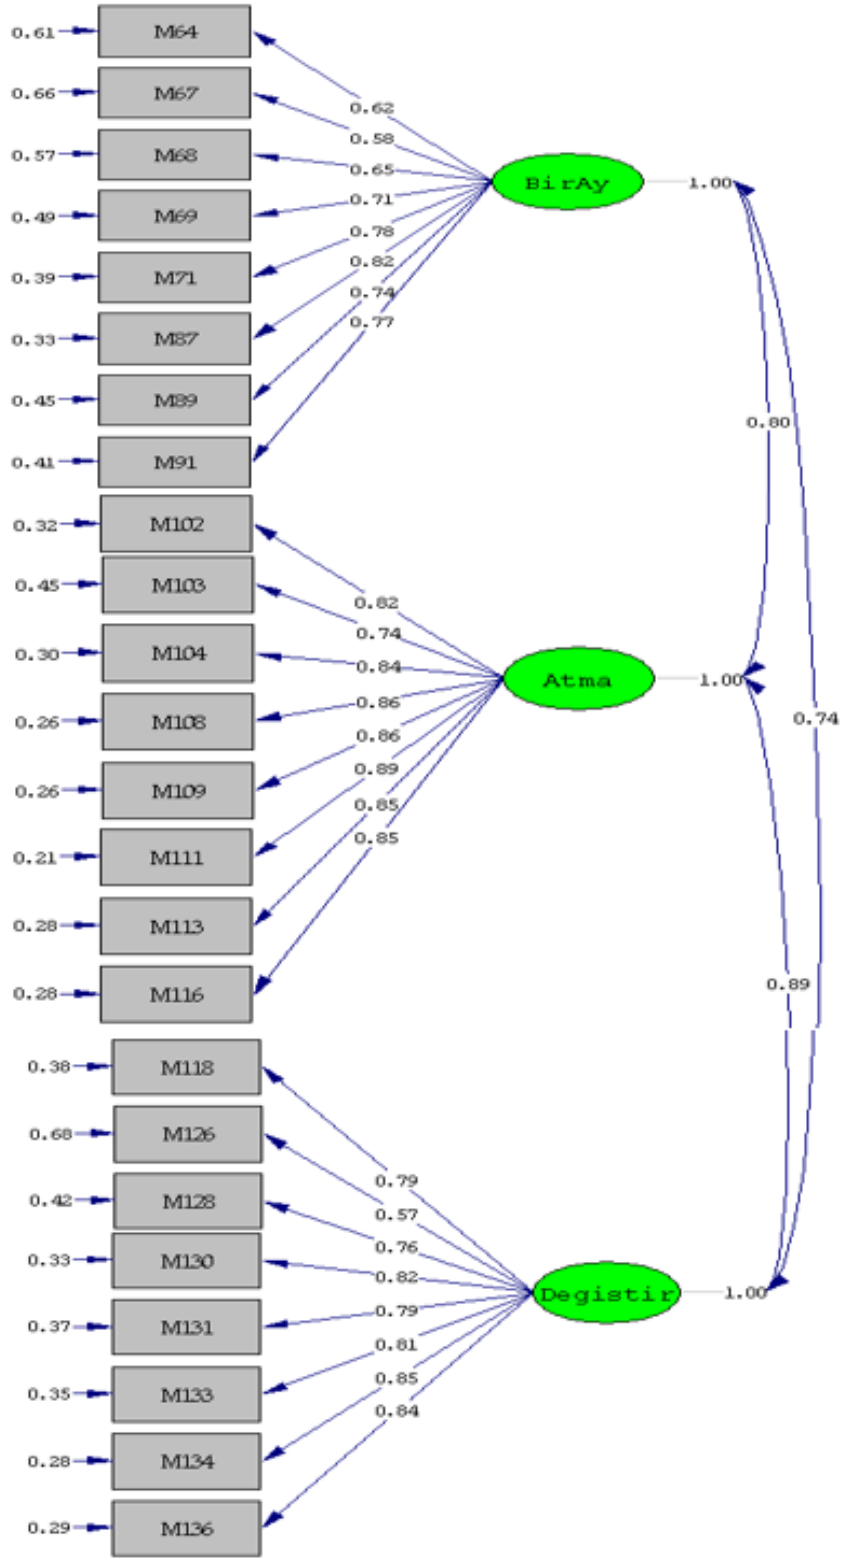 0.61 M64
0.66 M67
0.62
0.58
0.57 M68
0.65
BirAy 1.00
0.49 M69
0.71
0.78
0.39 M71
0.82
0.74
0.77
0.33 M87
0.45 M89
0.80
0.41 M91
0.32 M102
0.45 M103
0.82
0.74
0.30 M104
0.84
Atma 1.00
0.86
0.74
0.26 M108
0.86
0.89
0.26 M109
0.85
0.85
0.21 M111
0.28 M113
0.89
0.28 M116
0.38 M118
0.68 M126
0.79
0.57
0.42 M128
0.76
0.33 M130
0.82
Degistir 1.00
0.79
0.37 M131
0.81
0.85
0.35 M133
0.84
0.28 M134
0.29 M136